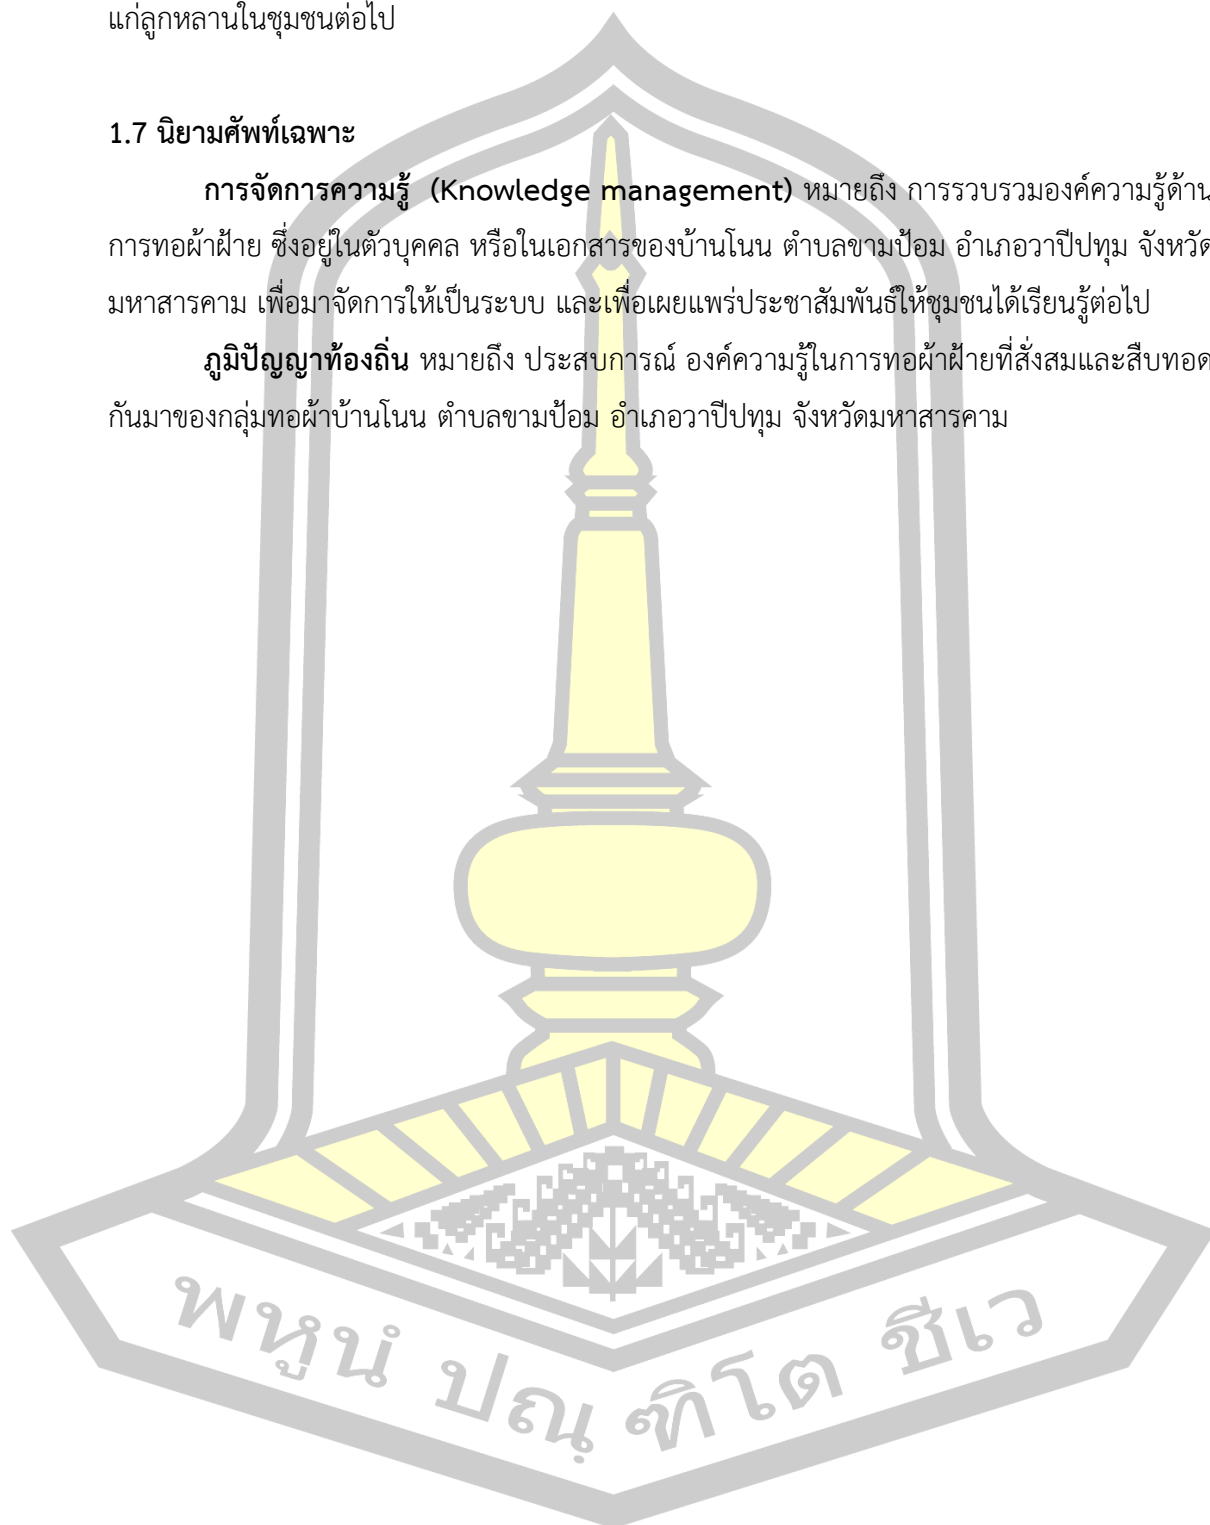 แก่ลูกหลานในชุมชนต่อไป
1.7 นิยามศัพท์เฉพาะ
การจัดการความรู้ (Knowledge management) หมายถึง การรวบรวมองค์ความรู้ด้าน
การทอผ้าฝ้าย ซึ่งอยู่ในตัวบุคคล หรือในเอกสารของบ้านโนน ตำบลขามป้อม อำเภอวาปีปทุม จังหวัด
มหาสารคาม เพื่อมาจัดการให้เป็นระบบ และเพื่อเผยแพร่ประชาสัมพันธ์ให้ชุมชนได้เรียนรู้ต่อไป
ภูมิปัญญาท้องถิ่น หมายถึง ประสบการณ์ องค์ความรู้ในการทอผ้าฝ้ายที่สั่งสมและสืบทอด
กันมาของกลุ่มทอผ้าบ้านโนน ตำบลขามป้อม อำเภอวาปีปทุม จังหวัดมหาสารคาม
พหูนํ ปณฺฑิโต ชีเว